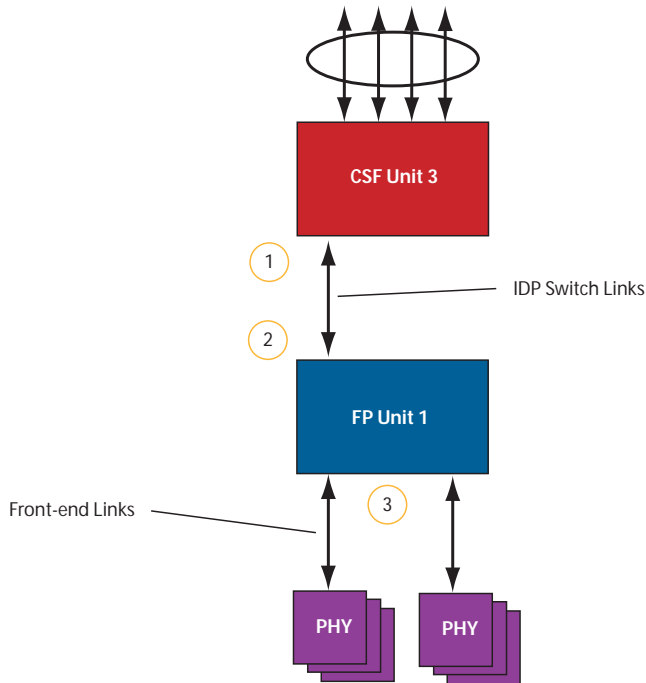 CSF Unit 3
1
IDP Switch Links
2
FP Unit 1
3
Front-end Links
PHY
PHY